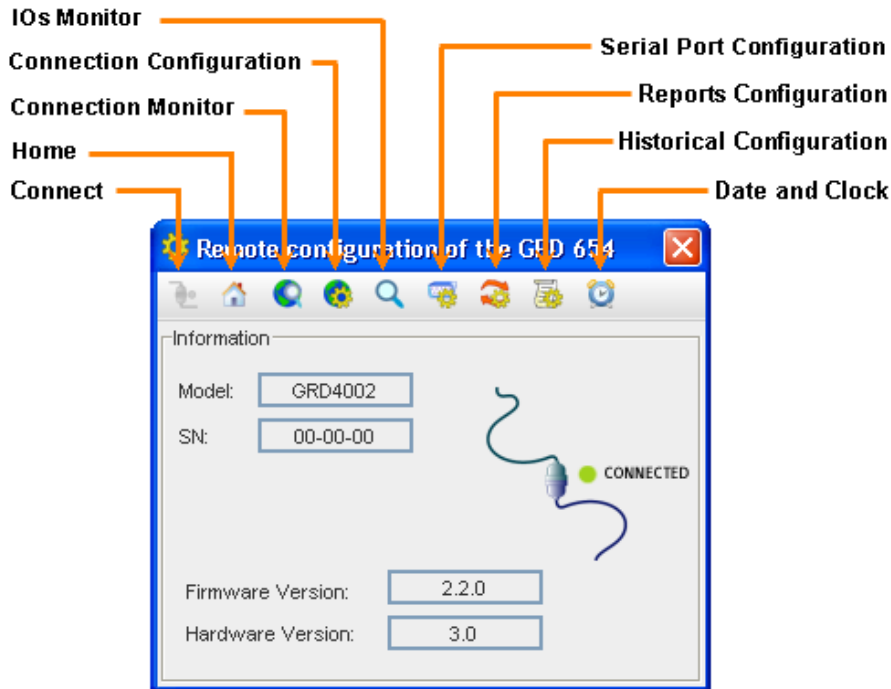 IOs Monitor
Connection Configuration
Connection Monitor
Home
Connect
Serial Port Configuration
Reports Configuration
Historical Configuration
Date and Clock
Remote configuration of the GRD 654
Information
Model: GRD4002
SN: 00-00-00
CONNECTED
Firmware Version: 2.2.0
Hardware Version: 3.0